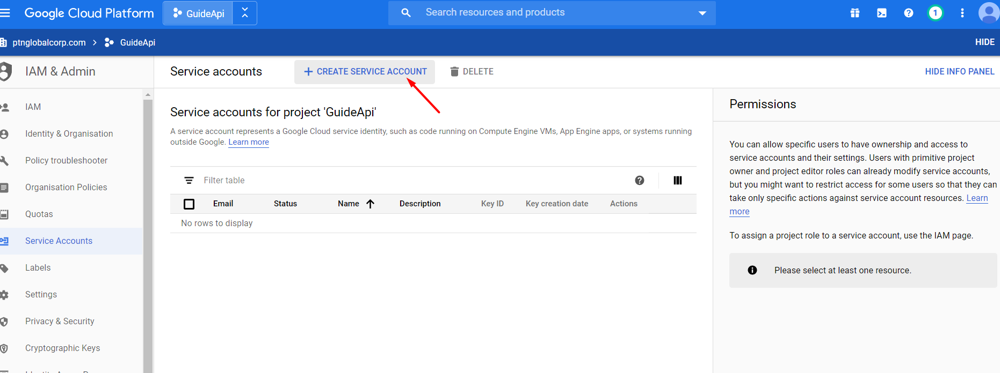 Google Cloud Platform
GuideApi
Search resources and products
1
ptnglobalcorp.com
GuideApi
HIDE
IAM & Admin
Service accounts
CREATE SERVICE ACCOUNT
DELETE
HIDE INFO PANEL
IAM
Identity & Organisation
Policy troubleshooter
Organisation Policies
Quotas
Service Accounts
Labels
Settings
Privacy & Security
Cryptographic Keys
Service accounts for project 'GuideApi'
A service account represents a Google Cloud service identity, such as code running on Compute Engine VMs, App Engine apps, or systems running
outside Google. Learn more
Filter table
Email Status Name Description Key ID Key creation date Actions
No rows to display
Permissions
You can allow specific users to have ownership and access to
service accounts and their settings. Users with primitive project
owner and project editor roles can already modify service accounts,
but you might want to restrict access for some users so that they can
take only specific actions against service account resources. Learn
more
To assign a project role to a service account, use the IAM page.
Please select at least one resource.